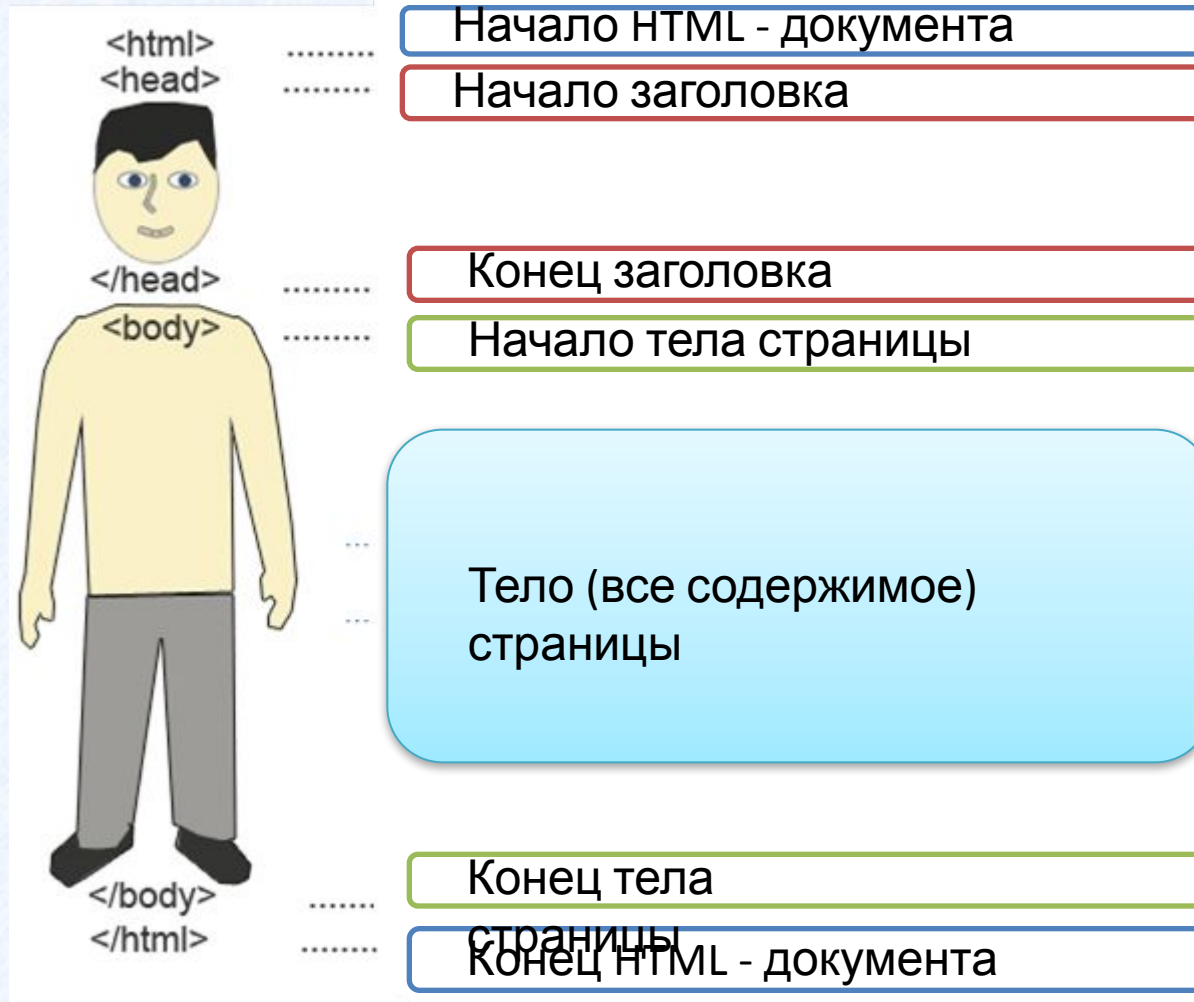 <html> ......... Начало HTML - документа
<head> ......... Начало заголовка
</head> ......... Конец заголовка
<body> ......... Начало тела страницы
...
Тело (все содержимое)
...
страницы
</body> ....... Конец тела
страницы
</html> ........ Конец HTML - документа